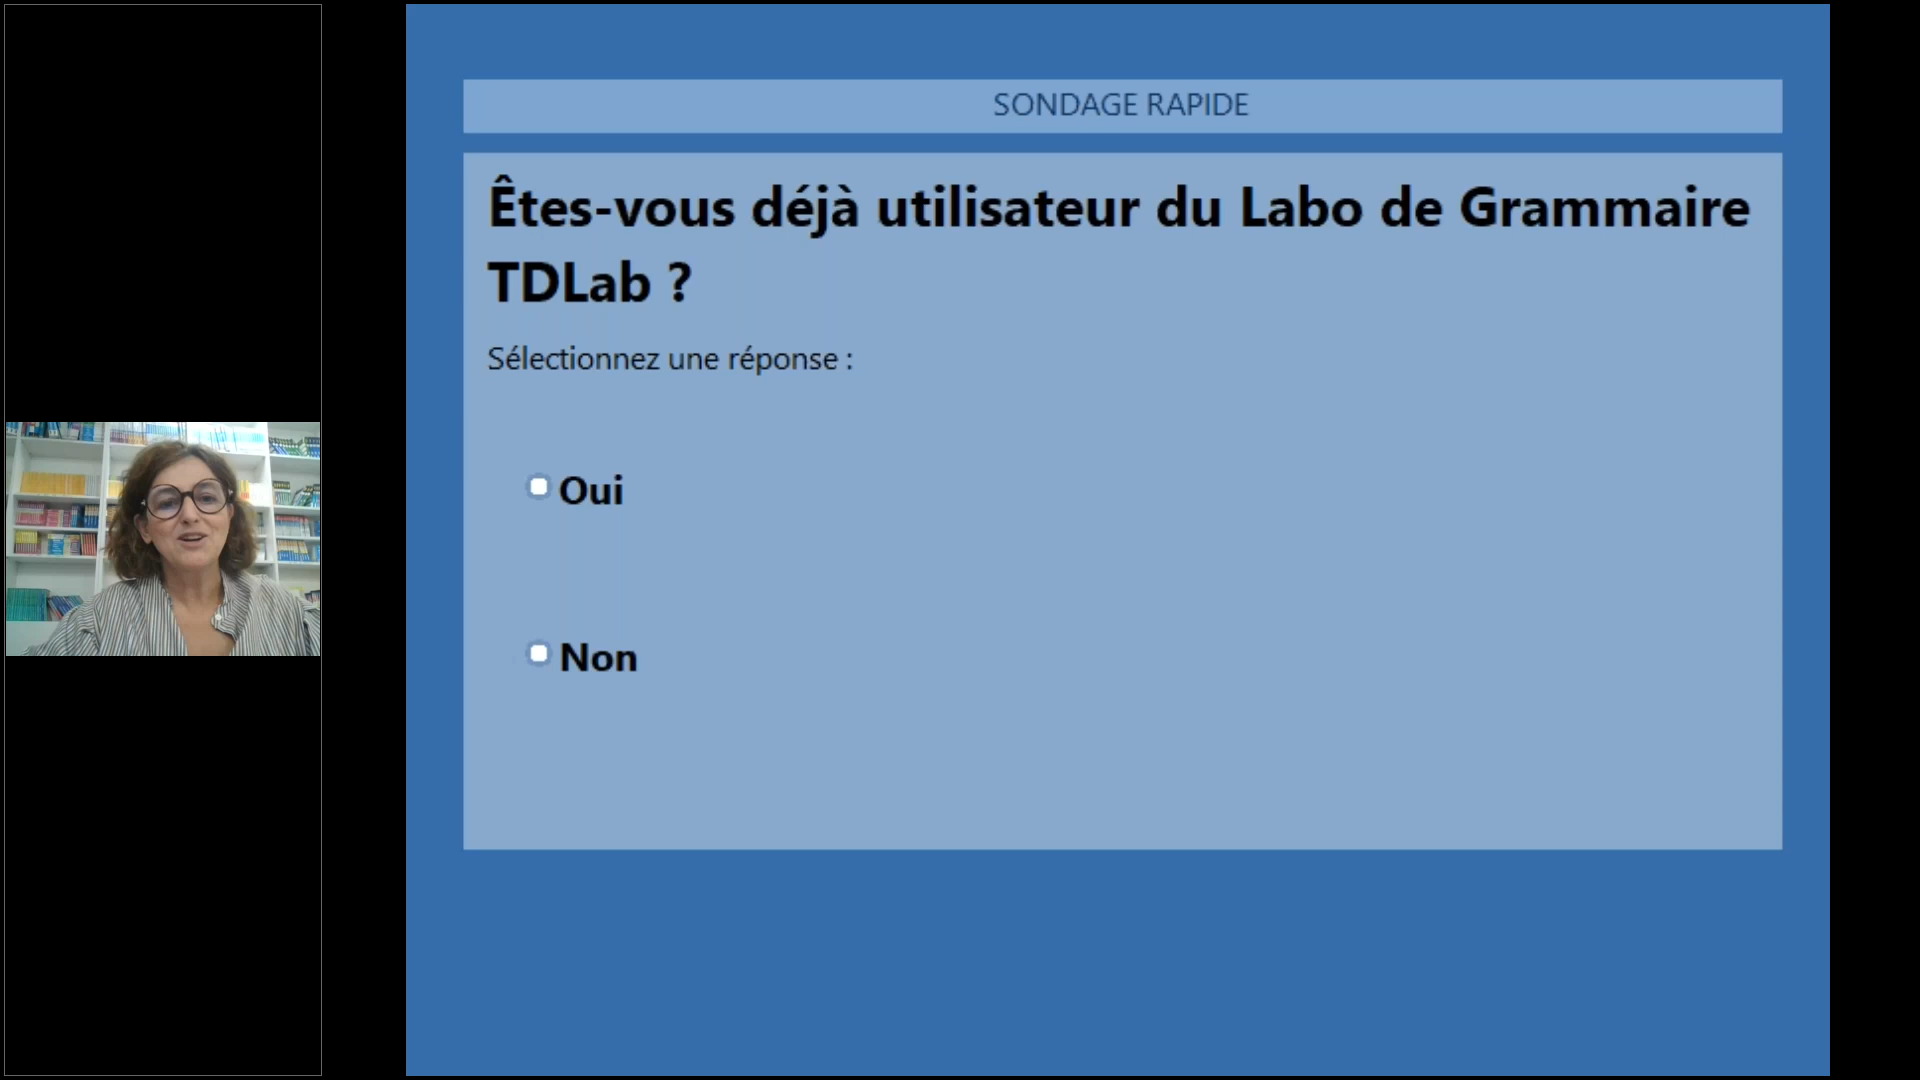 SONDAGE RAPIDE
Êtes-vous déjà utilisateur du Labo de Grammaire
TDLab ?
Sélectionnez une réponse :
Oui
Non